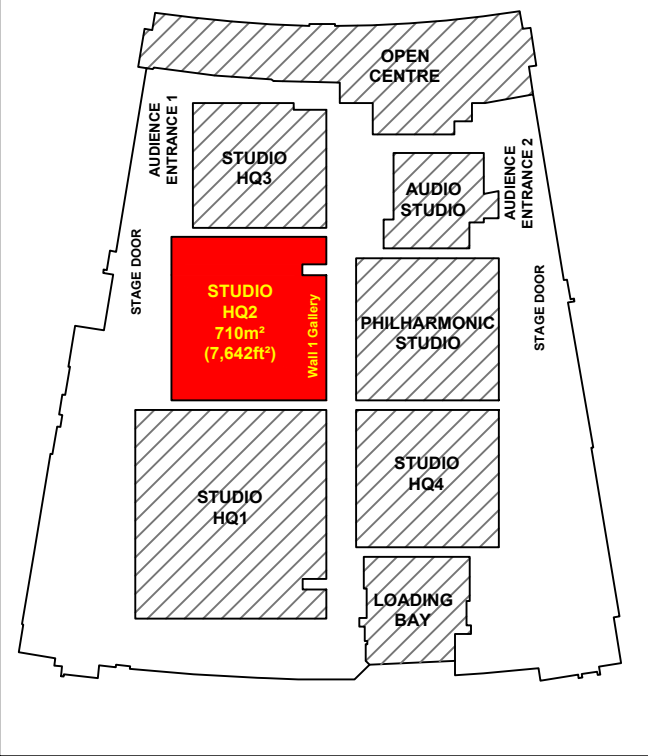 OPEN
CENTRE
AUDIENCE
ENTRANCE 1
STUDIO
HQ3
AUDIO
STUDIO
AUDIENCE
ENTRANCE 2
STAGE DOOR
STUDIO
HQ2
710m²
(7,642ft²)
Wall 1 Gallery
PHILHARMONIC
STUDIO
STAGE DOOR
STUDIO
HQ1
STUDIO
HQ4
LOADING
BAY